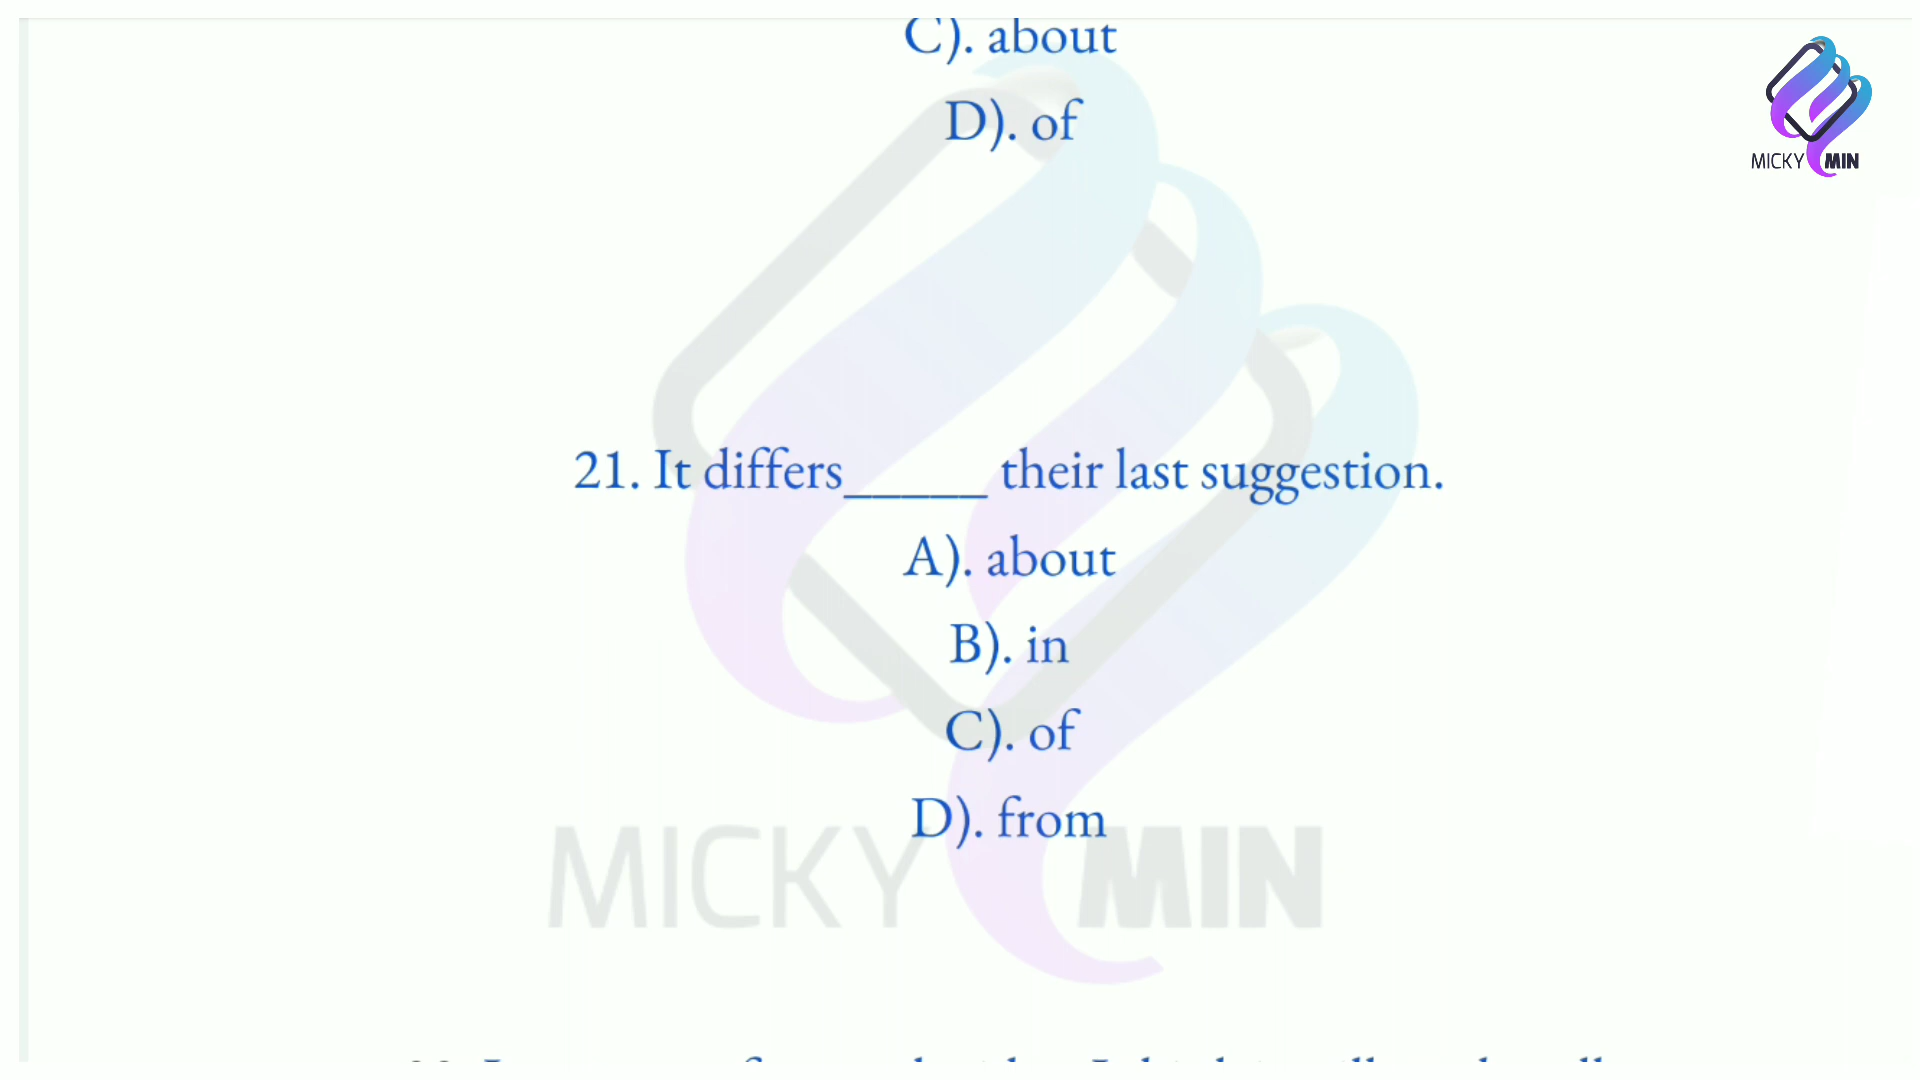 C). about
D). of
MICKY MIN
21. It differs_____ their last suggestion.
A). about
B). in
C). of
D). from
MICKY MIN